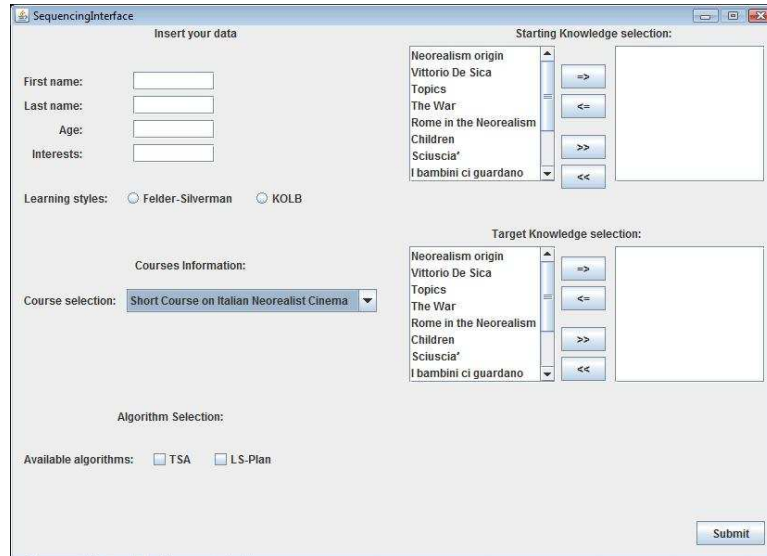 SequencingInterface
Insert your data
First name:
Last name:
Age:
Interests:
Learning styles: Felder-Silverman KOLB
Courses Information:
Course selection: Short Course on Italian Neorealist Cinema
Algorithm Selection:
Available algorithms: TSA LS-Plan
Starting Knowledge selection:
Neorealism origin
Vittorio De Sica
Topics
The War
Rome in the Neorealism
Children
Sciuscia'
I bambini ci guardano
=>
<=
>>
<<
Target Knowledge selection:
Neorealism origin
Vittorio De Sica
Topics
The War
Rome in the Neorealism
Children
Sciuscia'
I bambini ci guardano
=>
<=
>>
<<
Submit